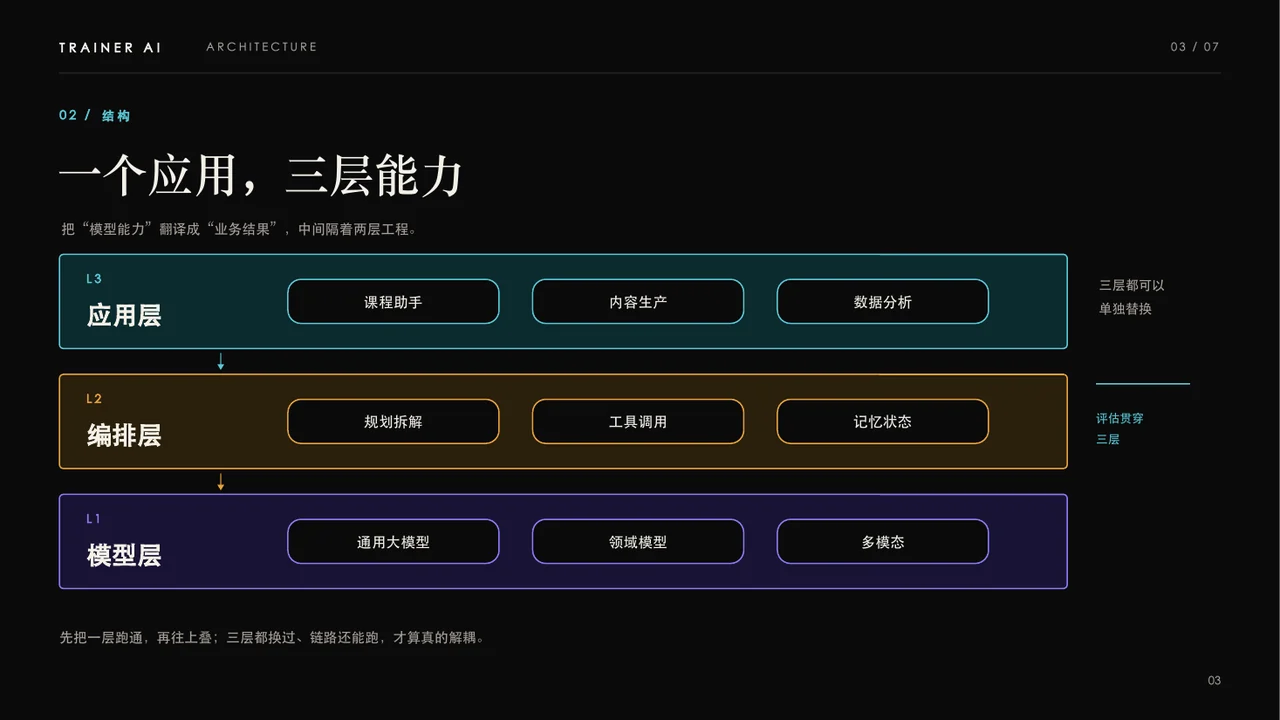 TRAINER AI
ARCHITECTURE
03 / 07
02 / 结构
一个应用，三层能力
把“模型能力”翻译成“业务结果”，中间隔着两层工程。
L3
应用层
课程助手
内容生产
数据分析
三层都可以
单独替换
L2
编排层
规划拆解
工具调用
记忆状态
评估贯穿
三层
L1
模型层
通用大模型
领域模型
多模态
先把一层跑通，再往上叠；三层都换过、链路还能跑，才算真的解耦。
03